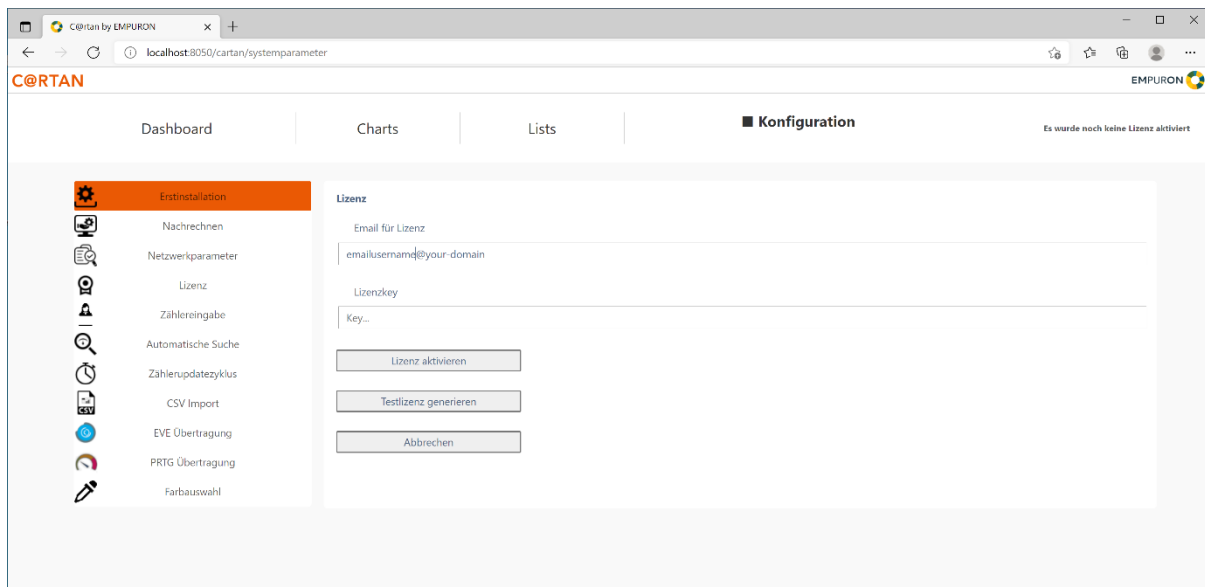 C@rtan by EMPURON
localhost:8050/cartan/systemparameter
C@RTAN
EMPURON
Dashboard
Charts
Lists
Konfiguration
Es wurde noch keine Lizenz aktiviert
Erstinstallation
Nachrechnen
Netzwerkparameter
Lizenz
Zählereingabe
Automatische Suche
Zählerupdatezyklus
CSV
CSV Import
EVE Übertragung
PRTG Übertragung
Farbauswahl
Lizenz
Email für Lizenz
emailusername@your-domain
Lizenzkey
Key...
Lizenz aktivieren
Testlizenz generieren
Abbrechen